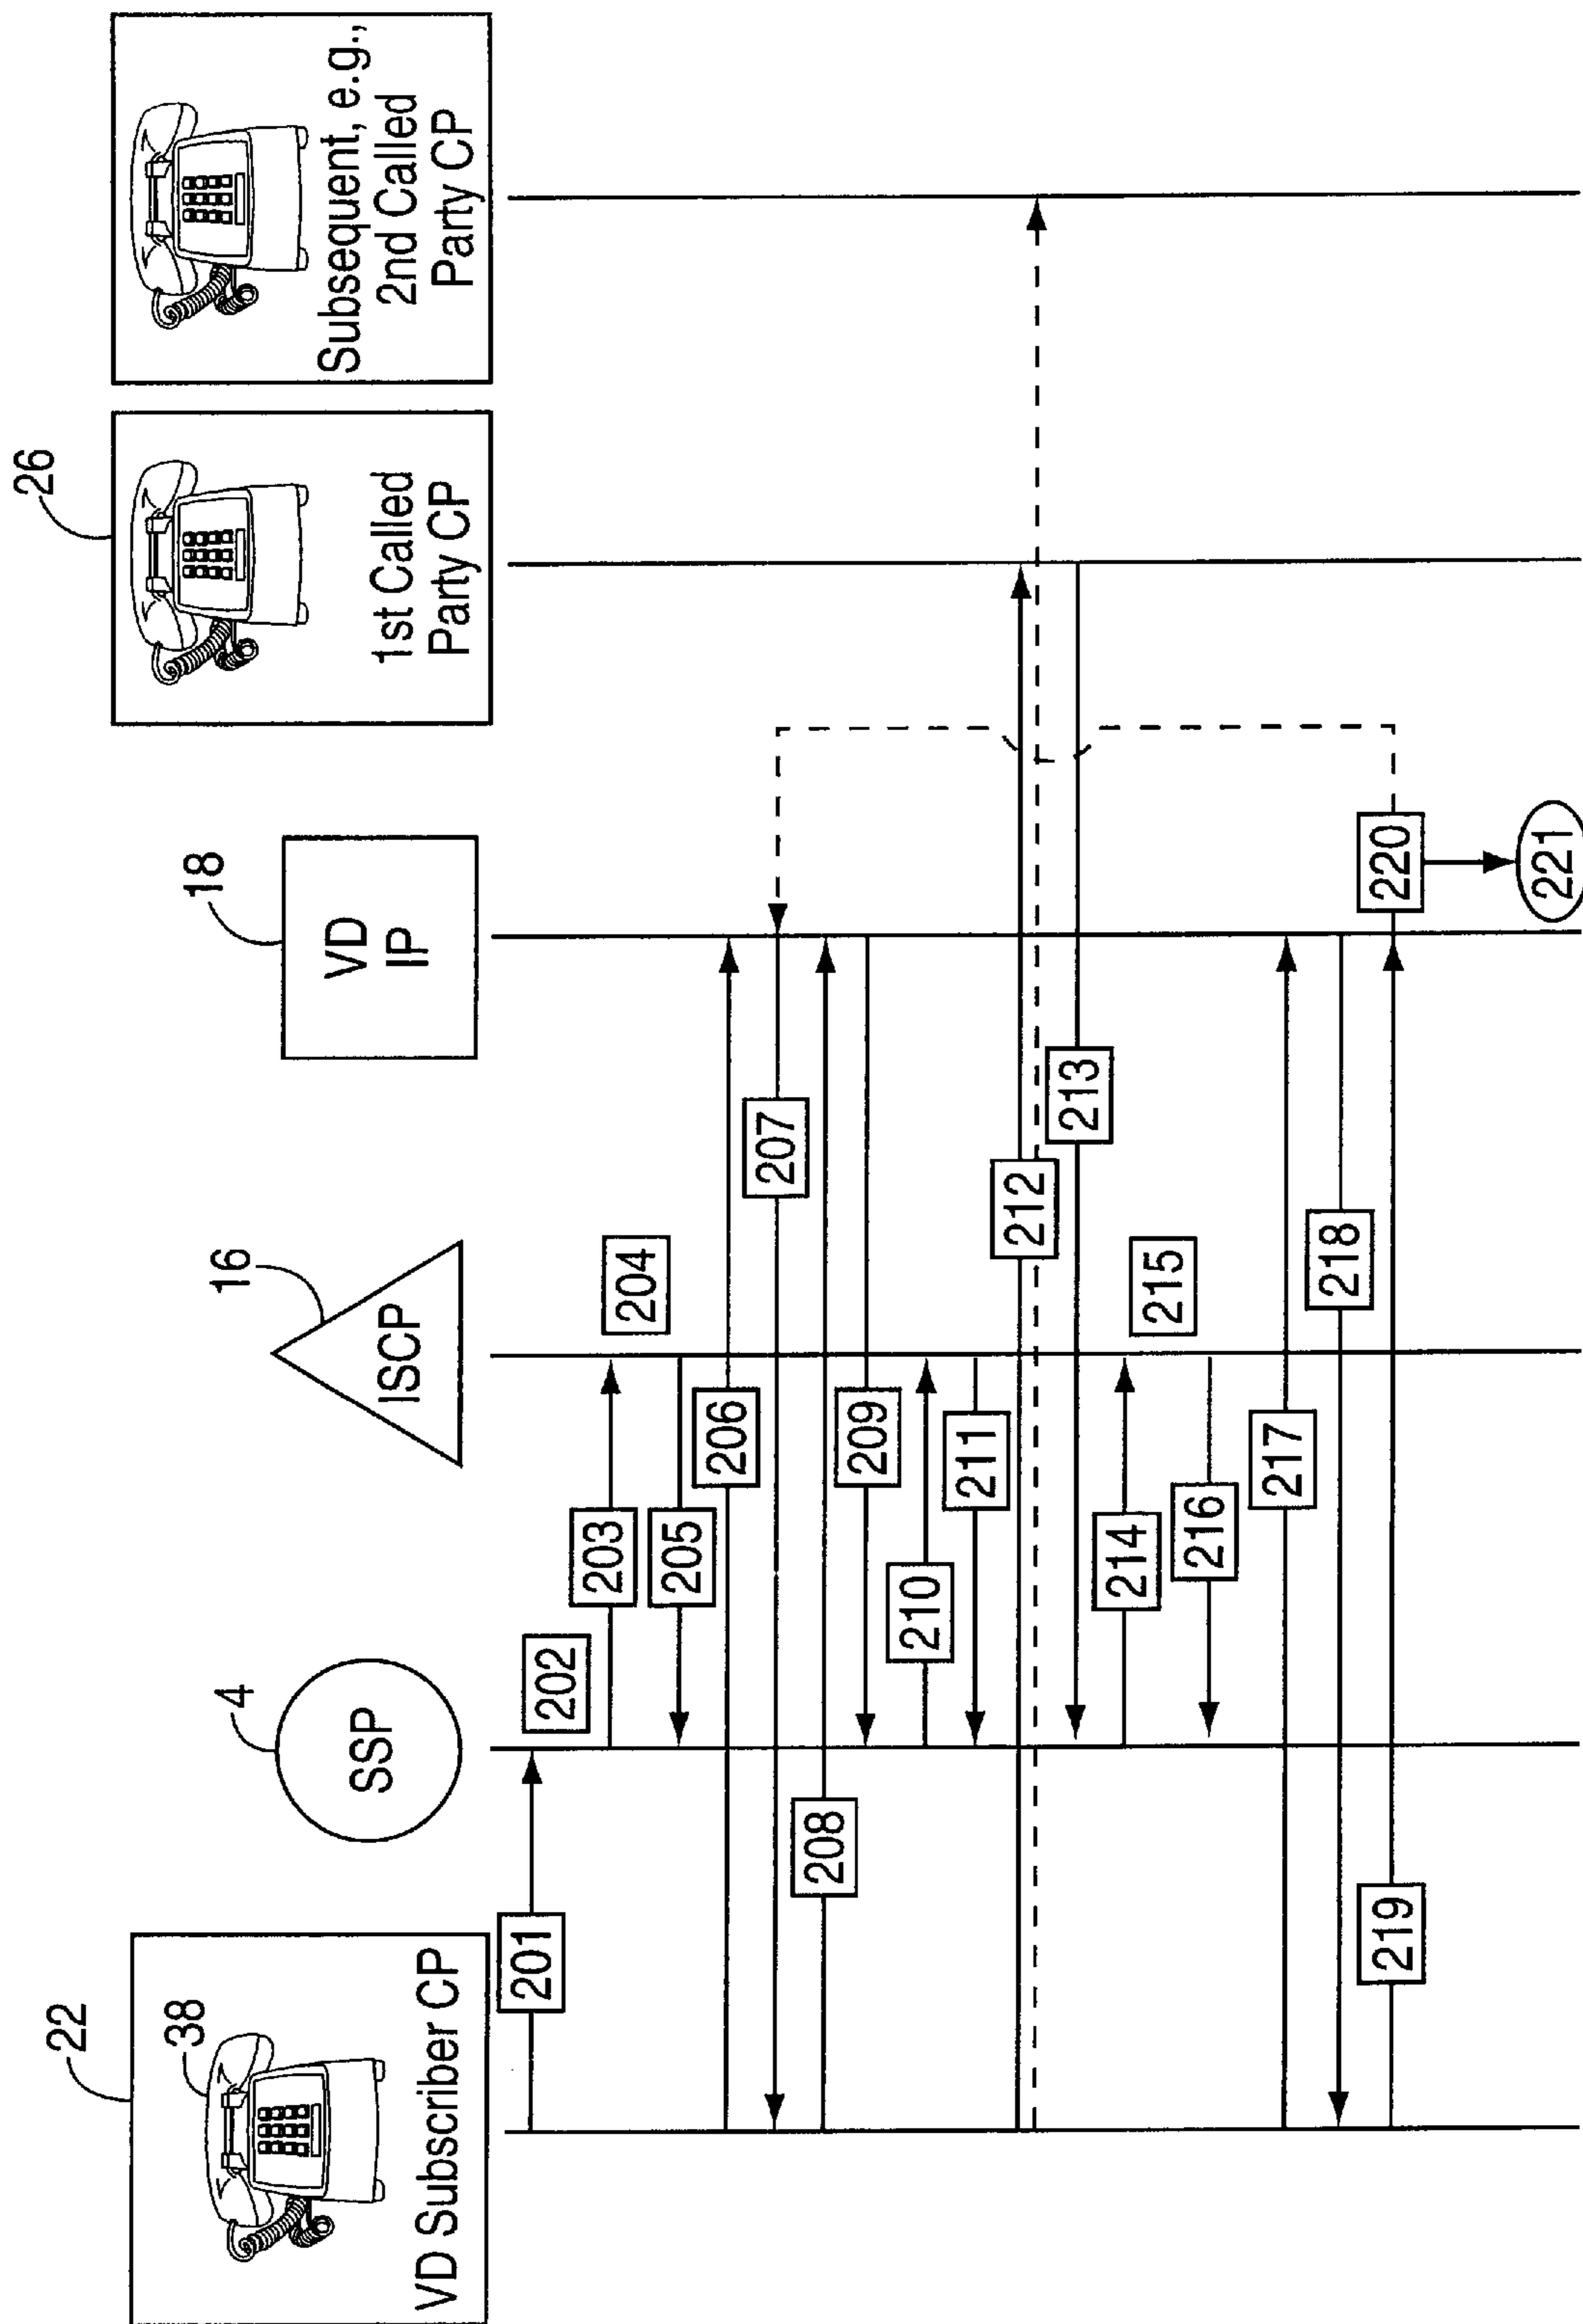 22
38
VD Subscriber CP
4
SSP
16
ISCP
18
VD
IP
26
1st Called
Party CP
Subsequent, e.g.,
2nd Called
Party CP
201
202
203
204
205
206
207
208
209
210
211
212
213
214
215
216
217
218
219
220
221